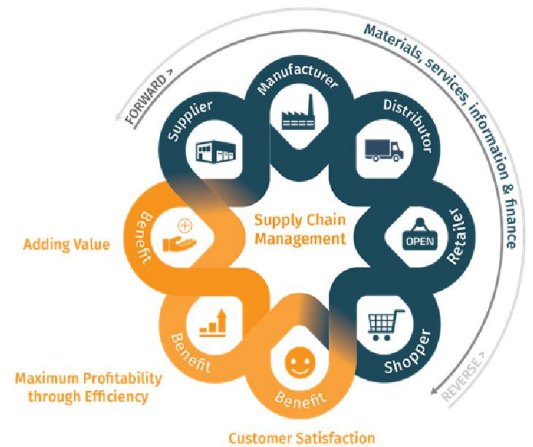 Materials, services, information & finance
FORWARD >
REVERSE >
Supplier
Manufacturer
Distributor
Retailer
OPEN
Shopper
Supply Chain
Management
Benefit
Adding Value
Benefit
Maximum Profitability
through Efficiency
Benefit
Customer Satisfaction